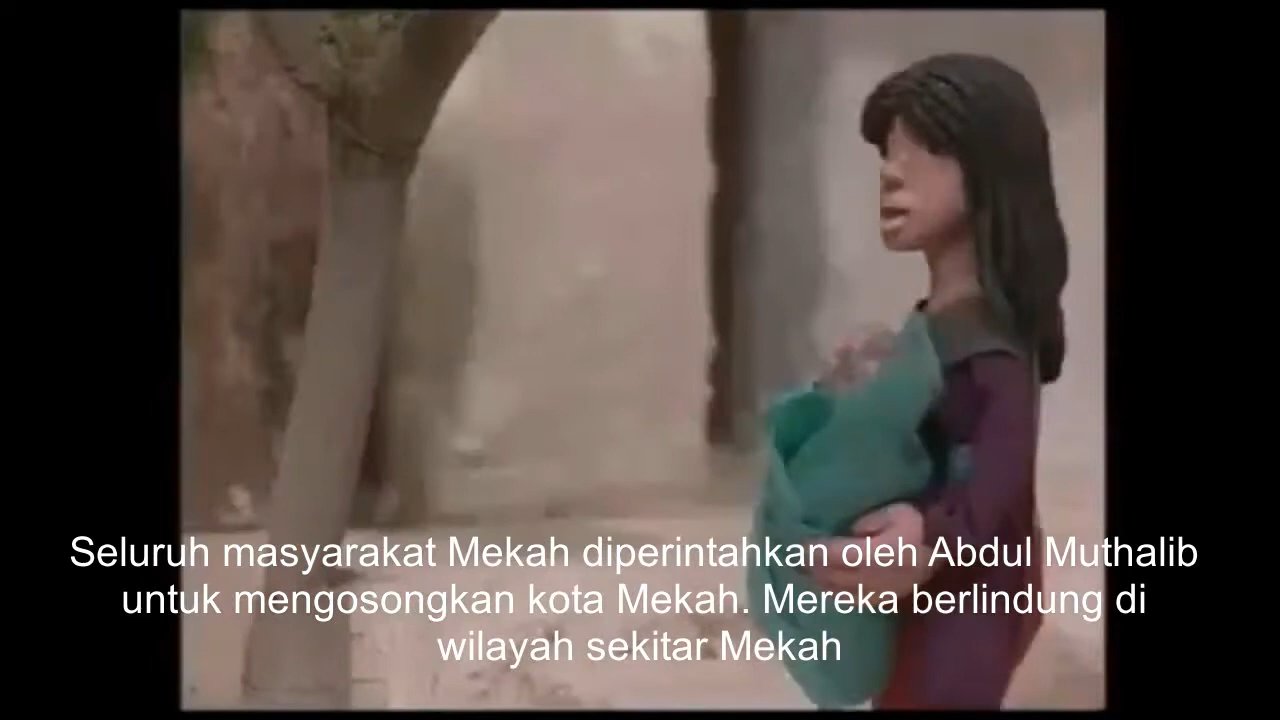 Seluruh masyarakat Mekah diperintahkan oleh Abdul Muthalib
untuk mengosongkan kota Mekah. Mereka berlindung di
wilayah sekitar Mekah